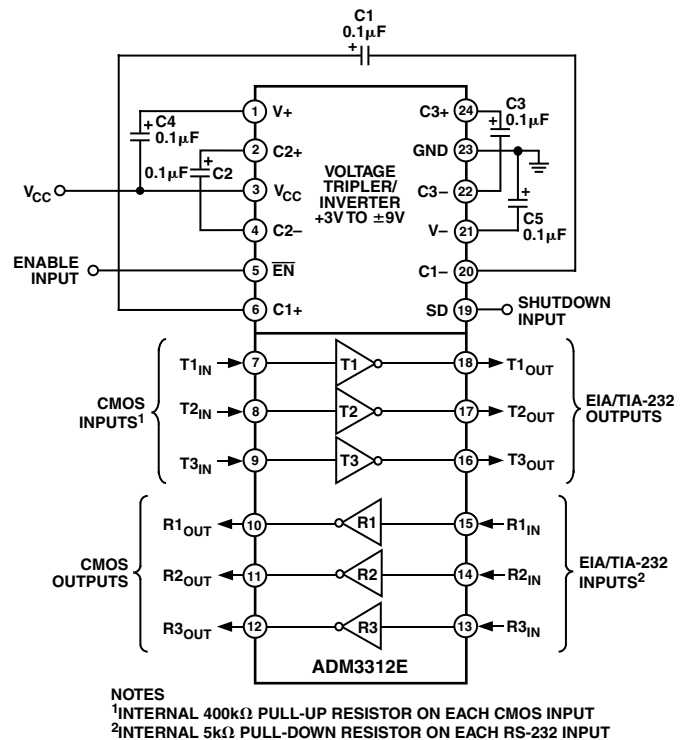 C1
0.1µF
+
1 V+
C3+ 24
C3
0.1µF
+
C4
0.1µF
+
2 C2+
GND 23
0.1µF
+
C2
VOLTAGE
TRIPLER/
INVERTER
+3V TO ±9V
VCC
3 VCC
C3– 22
+
C5
0.1µF
4 C2–
V– 21
ENABLE
INPUT
5 EN
C1– 20
6 C1+
SD 19
SHUTDOWN
INPUT
CMOS
INPUTS1
T1IN 7 T1 18 T1OUT
T2IN 8 T2 17 T2OUT
T3IN 9 T3 16 T3OUT
EIA/TIA-232
OUTPUTS
CMOS
OUTPUTS
R1OUT 10 R1 15 R1IN
R2OUT 11 R2 14 R2IN
R3OUT 12 R3 13 R3IN
EIA/TIA-232
INPUTS2
ADM3312E
NOTES
1INTERNAL 400kΩ PULL-UP RESISTOR ON EACH CMOS INPUT
2INTERNAL 5kΩ PULL-DOWN RESISTOR ON EACH RS-232 INPUT